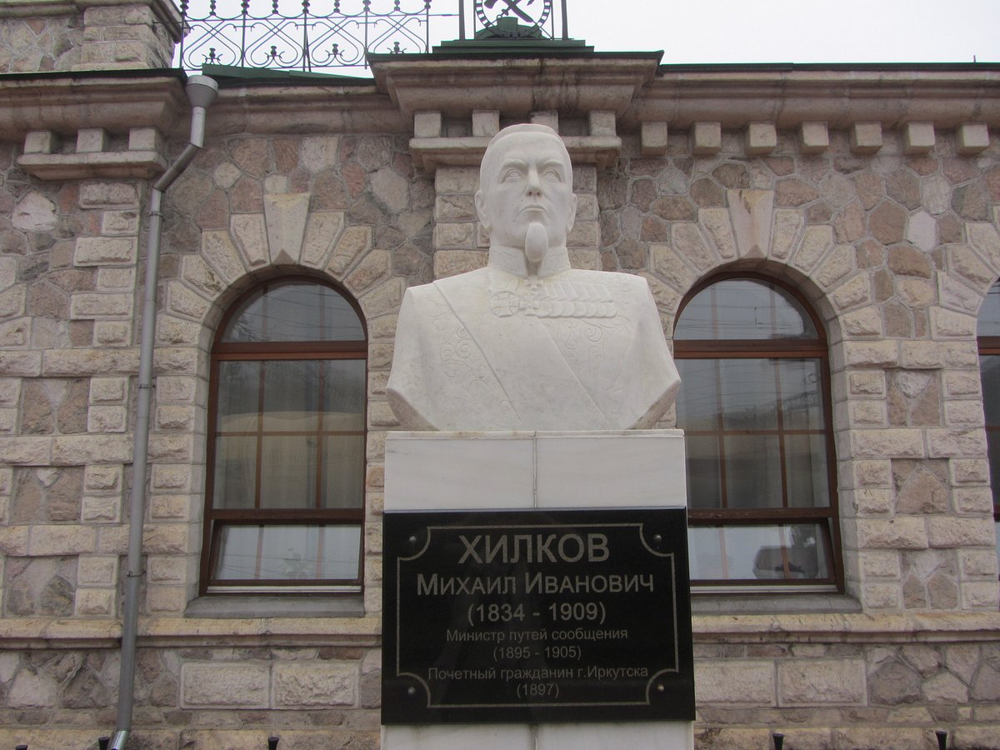 ХИЛКОВ
МИХАИЛ ИВАНОВИЧ
(1834 - 1909)
Министр путей сообщения
(1895 - 1905)
Почетный гражданин г.Иркутска
(1897)